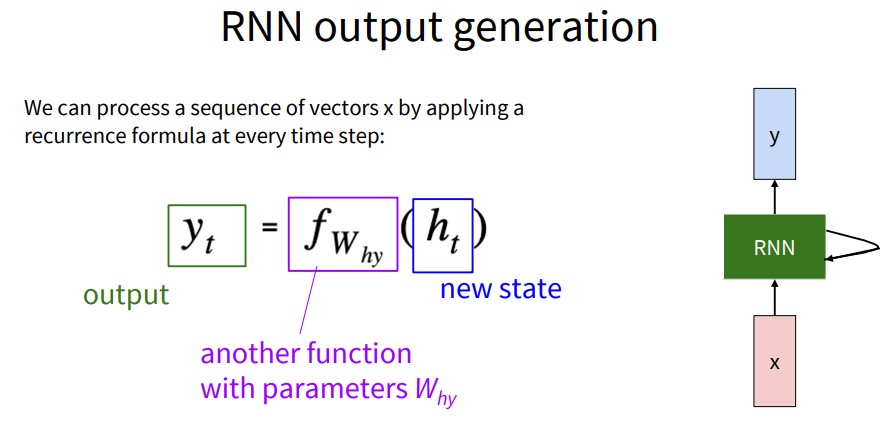 RNN output generation
We can process a sequence of vectors x by applying a
recurrence formula at every time step:
y_t = f_{W_{hy}}(h_t)
output
new state
another function
with parameters W_{hy}
y
RNN
x